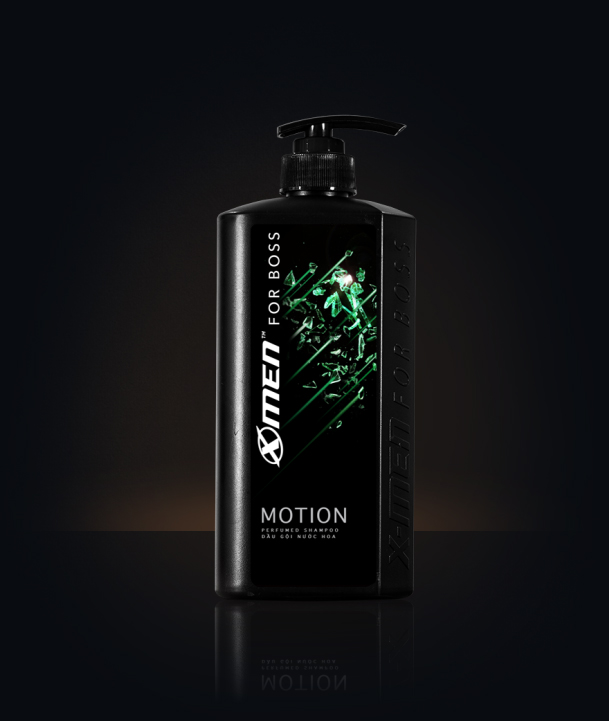 X-MEN™ FOR BOSS
MOTION
PERFUMED SHAMPOO
DẦU GỘI NƯỚC HOA
X-MEN FOR BOSS